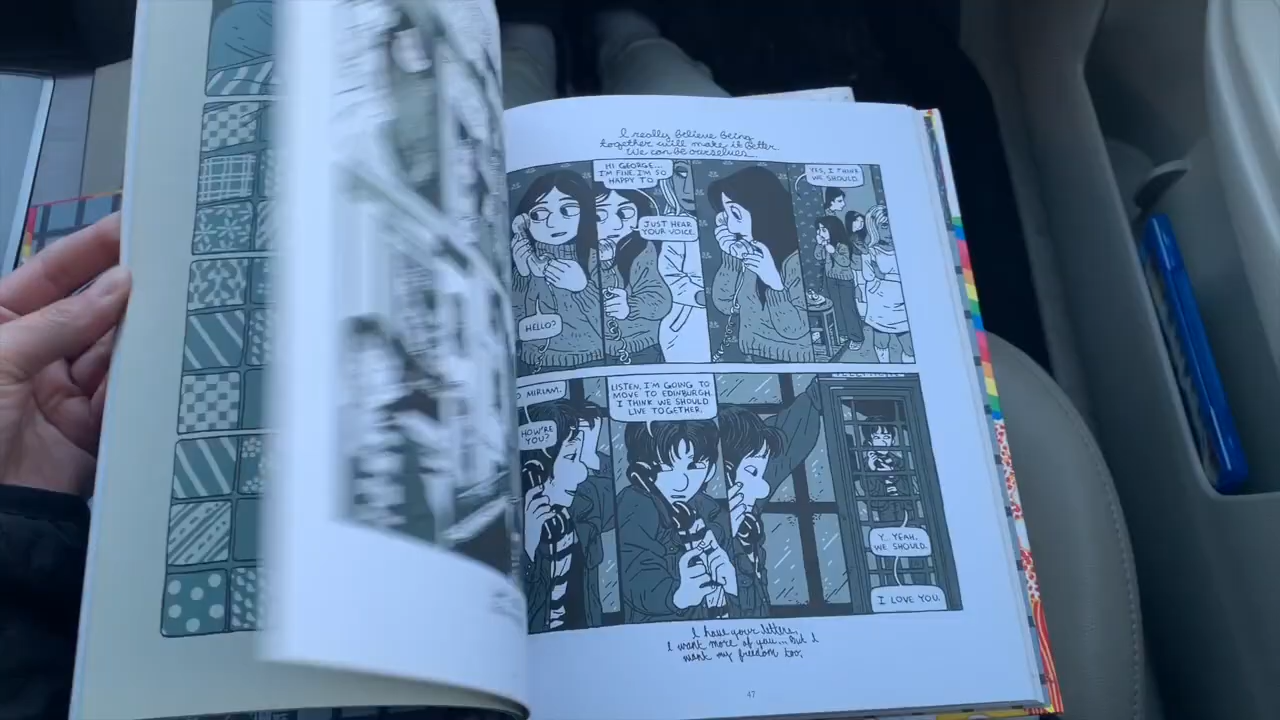 I really believe being
together will make it better
We can be ourselves...
HI GEORGE...
I'M FINE. I'M SO
HAPPY TO
JUST HEAR
YOUR VOICE.
HELLO?
YES, I THINK
WE SHOULD.
MIRIAM.
HOW'RE
YOU?
LISTEN, I'M GOING TO
MOVE TO EDINBURGH.
I THINK WE SHOULD
LIVE TOGETHER.
Y... YEAH.
WE SHOULD.
I LOVE YOU.
I have your letters,
I want more of you... But I
want my freedom too.
47